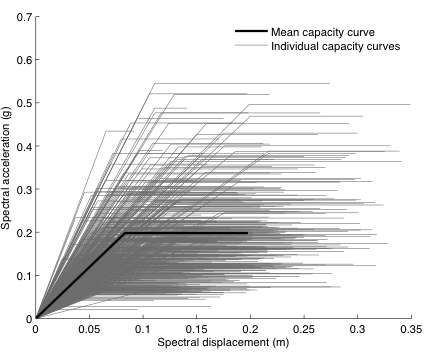 0.7
Mean capacity curve
Individual capacity curves
0.6
0.5
0.4
0.3
0.2
0.1
0
Spectral acceleration (g)
0 0.05 0.1 0.15 0.2 0.25 0.3 0.35
Spectral displacement (m)